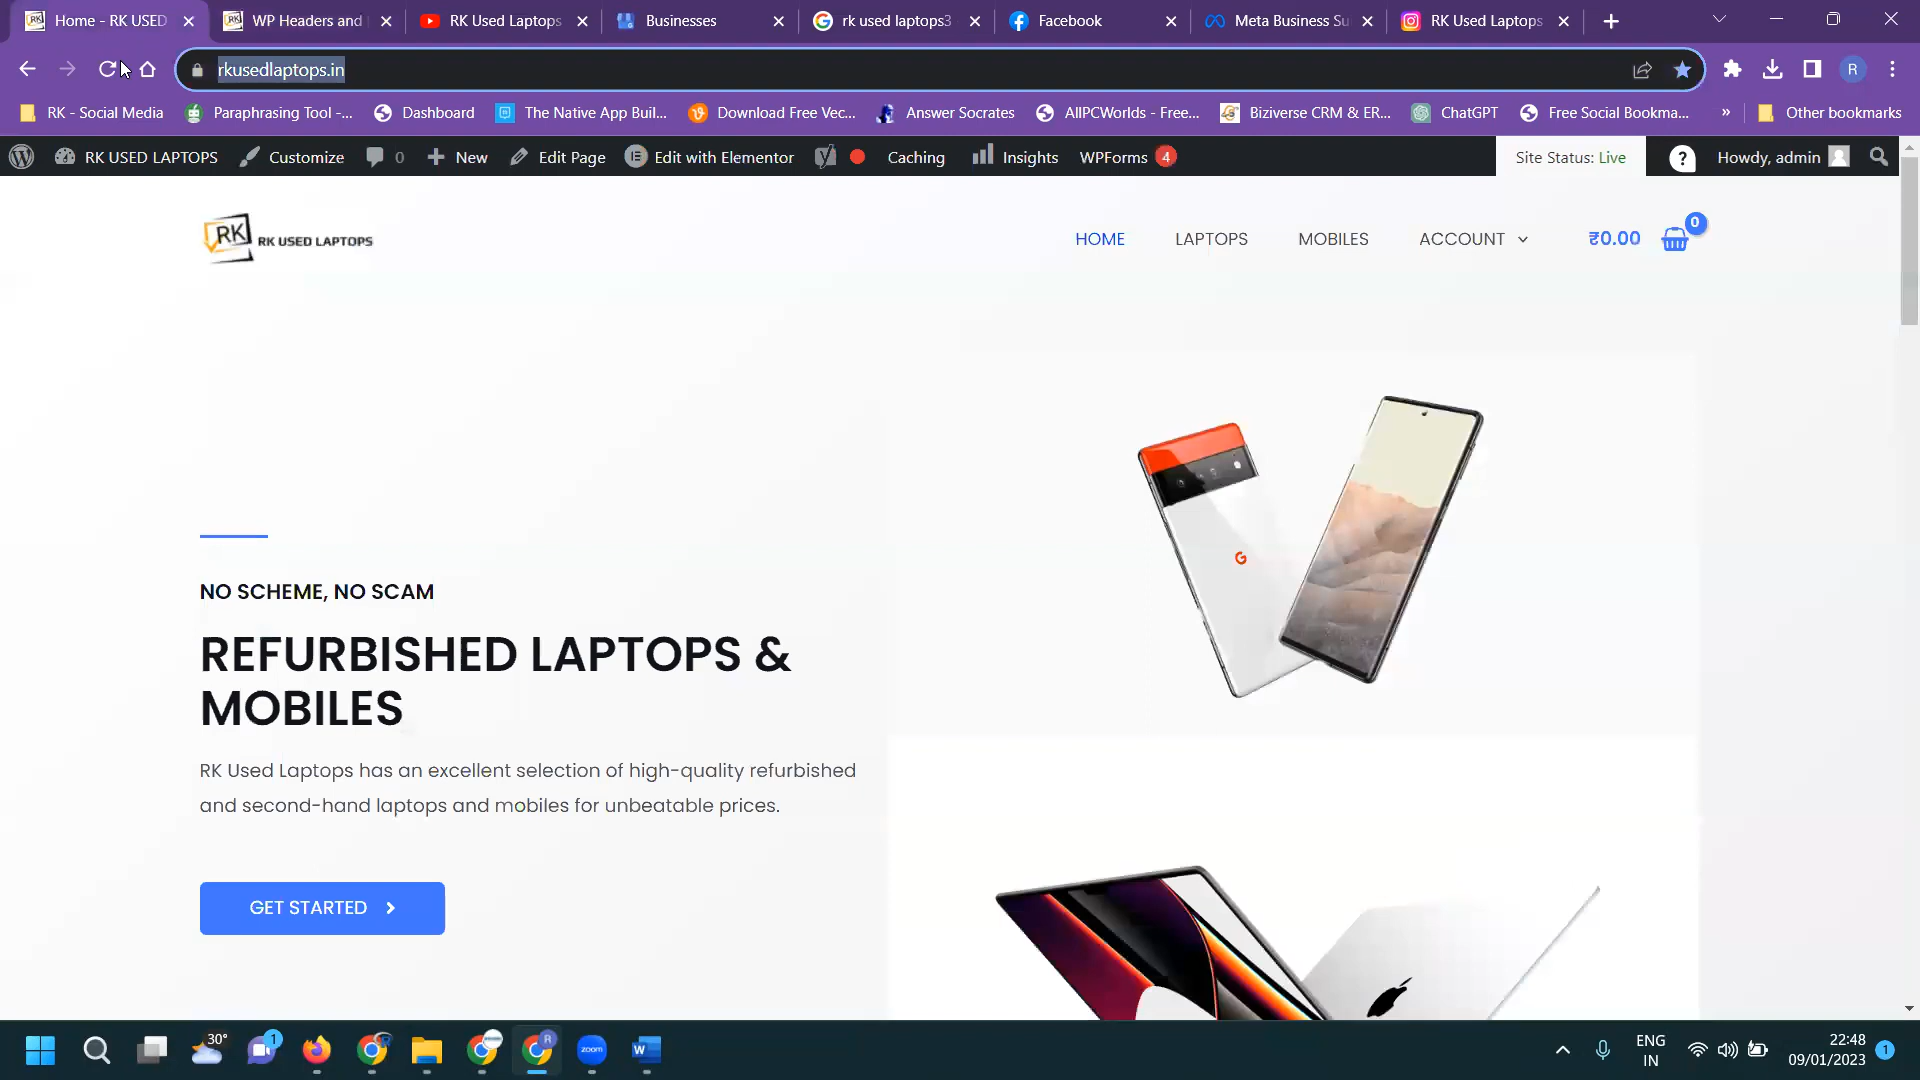 Home - RK USED
WP Headers and
RK Used Laptops
Businesses
rk used laptops3
Facebook
Meta Business Su
RK Used Laptops
rkusedlaptops.in
R
RK - Social Media
Paraphrasing Tool -...
Dashboard
The Native App Buil...
Download Free Vec...
Answer Socrates
AllPCWorlds - Free...
Biziverse CRM & ER...
ChatGPT
Free Social Bookma...
»
Other bookmarks
RK USED LAPTOPS
Customize
0
New
Edit Page
Edit with Elementor
Caching
Insights
WPForms 4
Site Status: Live
?
Howdy, admin
RK RK USED LAPTOPS
HOME
LAPTOPS
MOBILES
ACCOUNT
₹0.00
0
NO SCHEME, NO SCAM
REFURBISHED LAPTOPS &
MOBILES
RK Used Laptops has an excellent selection of high-quality refurbished
and second-hand laptops and mobiles for unbeatable prices.
GET STARTED
G
30°
1
R
zoom
W
ENG
IN
22:48
09/01/2023
1